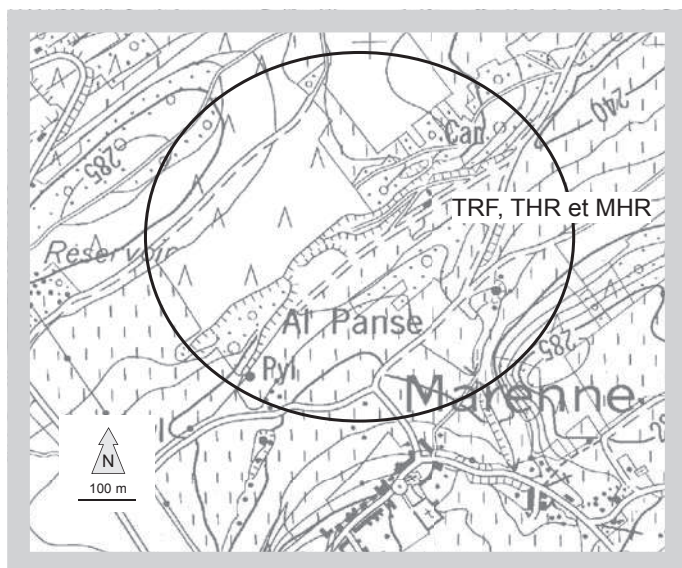 Can
240
285
TRF, THR et MHR
Reservoir
Al Panse
285
Pyl
Marenne
N
100 m